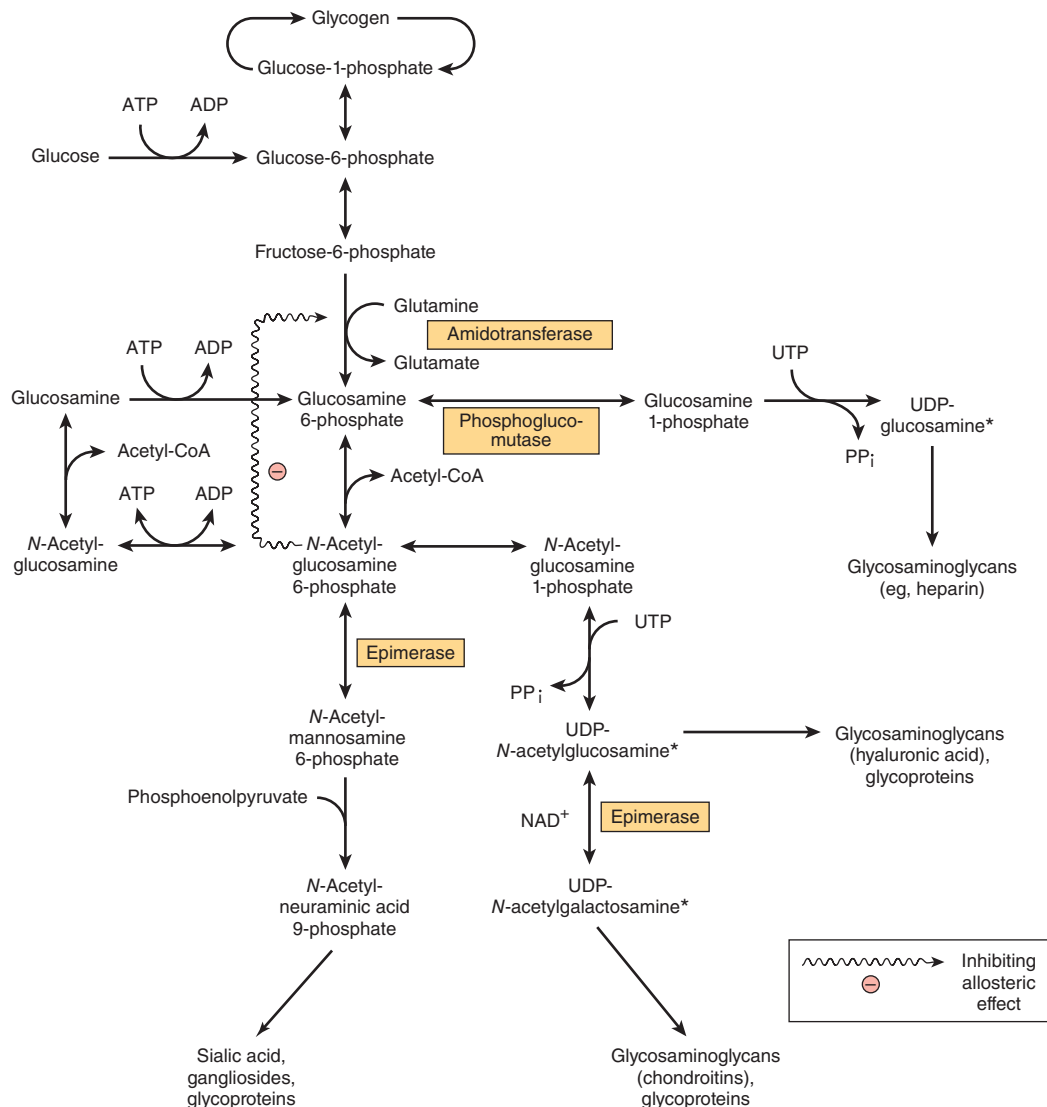 Glycogen
Glucose-1-phosphate
ATP ADP
Glucose
Glucose-6-phosphate
Fructose-6-phosphate
Glutamine
Amidotransferase
Glutamate
ATP ADP
UTP
Glucosamine
Glucosamine
6-phosphate
Phosphogluco-
mutase
Glucosamine
1-phosphate
UDP-
glucosamine*
PPi
Acetyl-CoA
−
Acetyl-CoA
ATP ADP
N-Acetyl-
glucosamine
N-Acetyl-
glucosamine
6-phosphate
N-Acetyl-
glucosamine
1-phosphate
Glycosaminoglycans
(eg, heparin)
UTP
Epimerase
PPi
N-Acetyl-
mannosamine
6-phosphate
UDP-
N-acetylglucosamine*
Glycosaminoglycans
(hyaluronic acid),
glycoproteins
Phosphoenolpyruvate
NAD+
Epimerase
N-Acetyl-
neuraminic acid
9-phosphate
UDP-
N-acetylgalactosamine*
Inhibiting
allosteric
effect
−
Sialic acid,
gangliosides,
glycoproteins
Glycosaminoglycans
(chondroitins),
glycoproteins